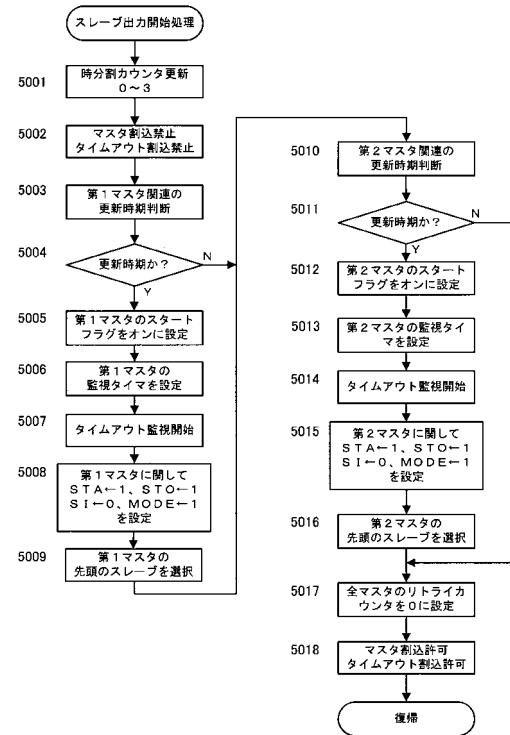 スレーブ出力開始処理
5001
時分割カウンタ更新
0～3
5002
マスタ割込禁止
タイムアウト割込禁止
5003
第1マスタ関連の
更新時期判断
5004
更新時期か?
N
Y
5005
第1マスタのスタート
フラグをオンに設定
5006
第1マスタの
監視タイマを設定
5007
タイムアウト監視開始
5008
第1マスタに関して
STA←1、STO←1
SI←0、MODE←1
を設定
5009
第1マスタの
先頭のスレーブを選択
5010
第2マスタ関連の
更新時期判断
5011
更新時期か?
N
Y
5012
第2マスタのスタート
フラグをオンに設定
5013
第2マスタの監視タイ
マを設定
5014
タイムアウト監視開始
5015
第2マスタに関して
STA←1、STO←1
SI←0、MODE←1
を設定
5016
第2マスタの
先頭のスレーブを選択
5017
全マスタのリトライカ
ウンタを0に設定
5018
マスタ割込許可
タイムアウト割込許可
復帰